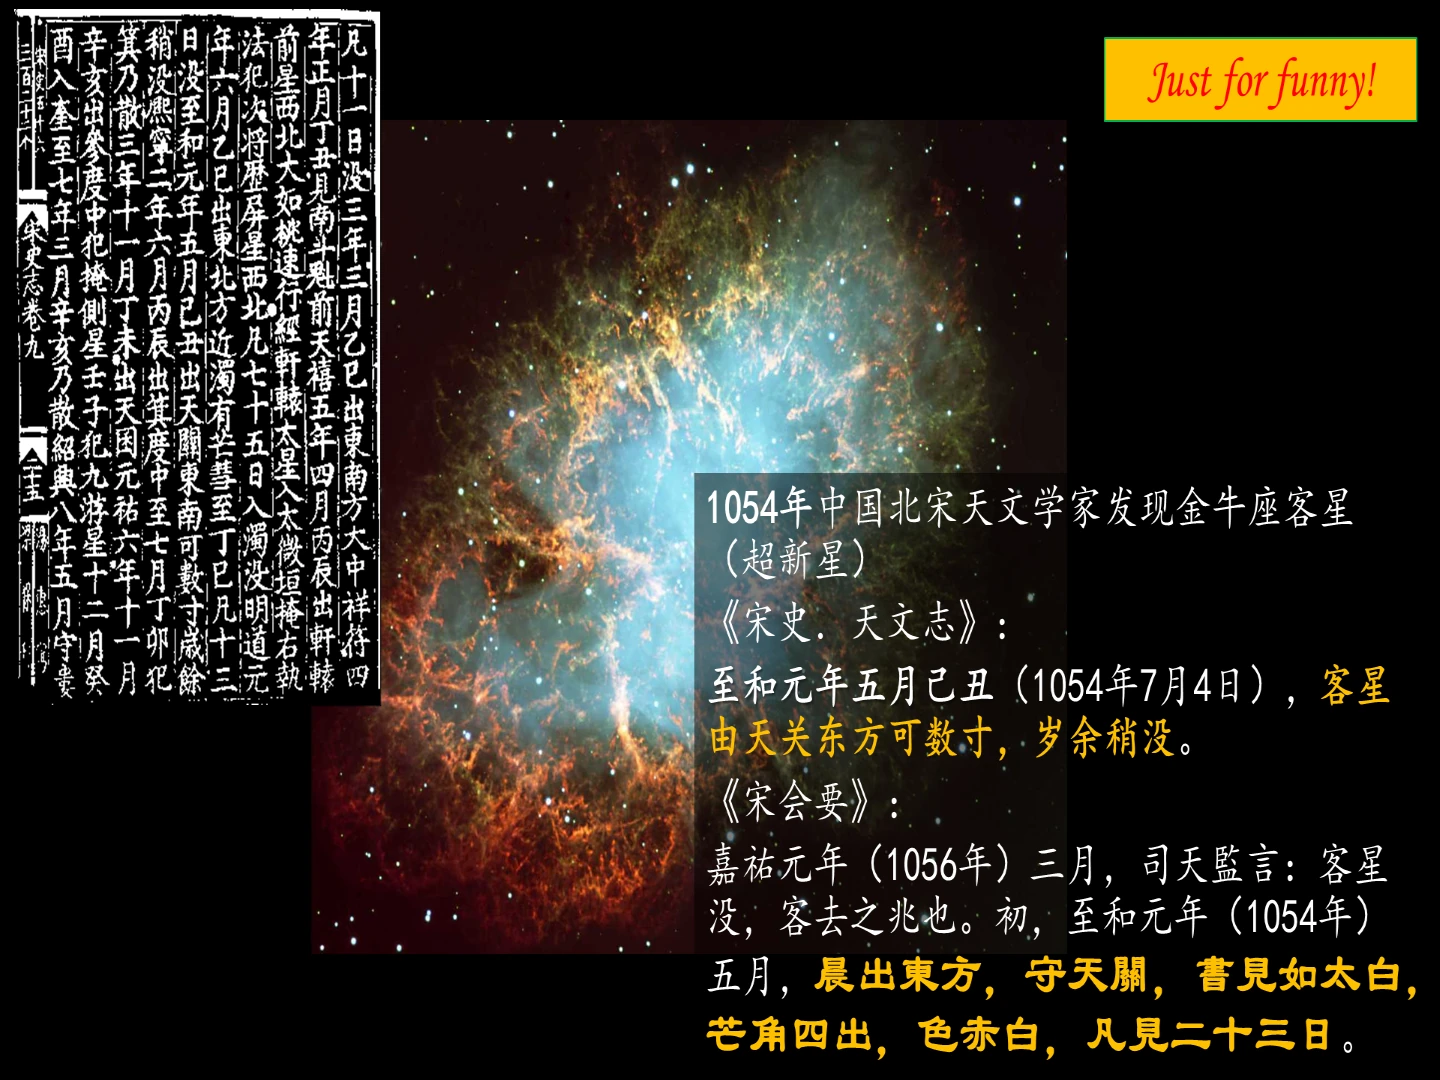 凡十一日没三年三月乙巳出東南方大中祥符四
年正月丁丑見南斗魁前天禧五年四月丙辰出軒轅
前星西北大如桃速行經軒轅太星入太微垣掩右執
法犯次將歷屏星西北凡七十五日入濁没明道元
年六月乙巳出東北方近濁有芒彗至丁巳凡十三
日没至和元年五月己丑出天關東南可數寸歲餘
稍没熙寧二年六月丙辰出箕度中至七月丁卯犯
箕乃散三年十一月丁未出天囷元祐六年十一月
辛亥出參度中犯掩側星壬子犯九游星十二月癸
酉入奎至七年三月辛亥乃散紹興八年五月守婁
宋史志卷九
二十五
Just for funny!
1054年中国北宋天文学家发现金牛座客星
（超新星）
《宋史．天文志》：
至和元年五月己丑（1054年7月4日），客星
由天关东方可数寸，岁余稍没。
《宋会要》：
嘉祐元年（1056年）三月，司天監言：客星
没，客去之兆也。初，至和元年（1054年）
五月，晨出東方，守天關，書見如太白，
芒角四出，色赤白，凡見二十三日。